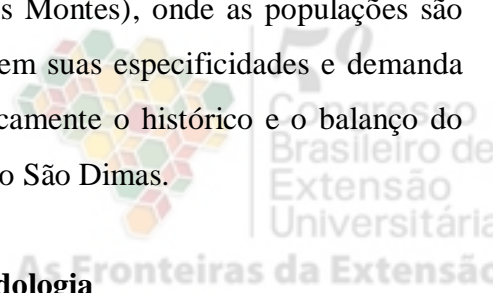 s Montes), onde as populações são
em suas especificidades e demanda
camente o histórico e o balanço do
o São Dimas.
5º
Congresso
Brasileiro de
Extensão
Universitária
As Fronteiras da Extensão
dologia